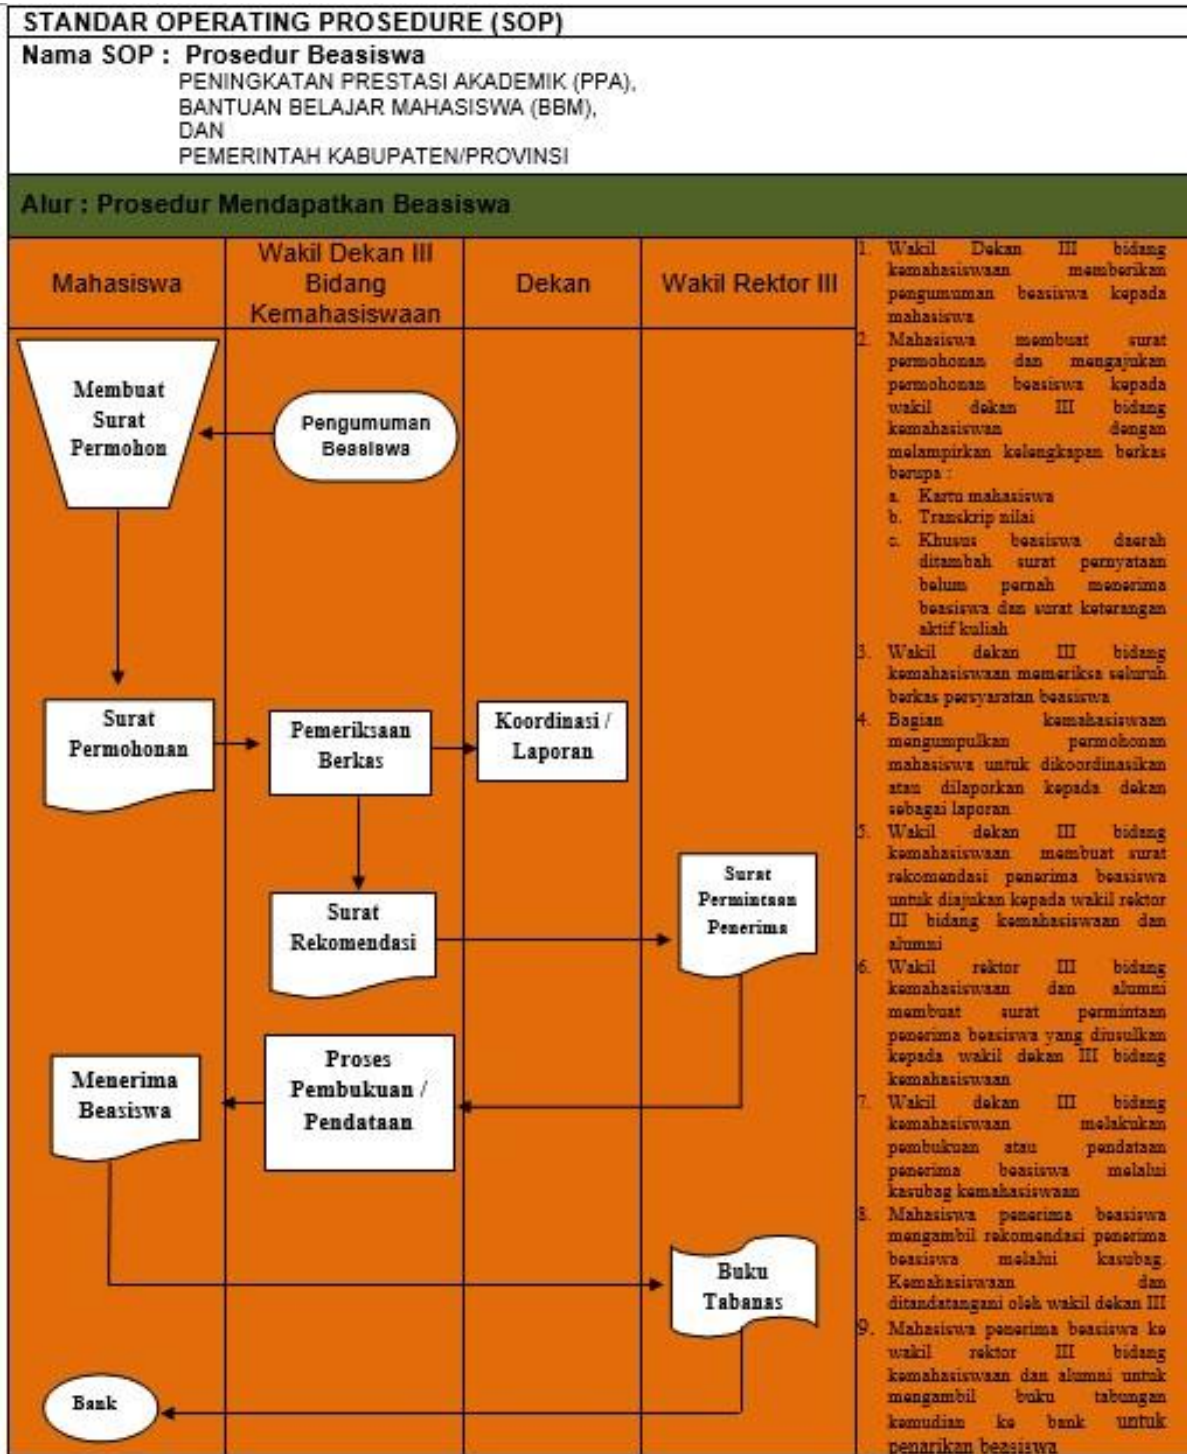 STANDAR OPERATING PROSEDURE (SOP)
Nama SOP : Prosedur Beasiswa
PENINGKATAN PRESTASI AKADEMIK (PPA),
BANTUAN BELAJAR MAHASISWA (BBM),
DAN
PEMERINTAH KABUPATEN/PROVINSI
Alur : Prosedur Mendapatkan Beasiswa
Mahasiswa
Wakil Dekan III
Bidang
Kemahasiswaan
Dekan
Wakil Rektor III
Membuat
Surat
Permohon
Pengumuman
Beasiswa
Surat
Permohonan
Pemeriksaan
Berkas
Koordinasi /
Laporan
Surat
Rekomendasi
Surat
Permintaan
Penerima
Proses
Pembukuan /
Pendataan
Menerima
Beasiswa
Buku
Tabanas
Bank
1. Wakil Dekan III bidang
kemahasiswaan memberikan
pengumuman beasiswa kepada
mahasiswa
2. Mahasiswa membuat surat
permohonan dan mengajukan
permohonan beasiswa kepada
wakil dekan III bidang
kemahasiswan dengan
melampirkan kelengkapan berkas
berupa :
a. Kartu mahasiswa
b. Transkrip nilai
c. Khusus beasiswa daerah
ditambah surat pernyataan
belum pernah menerima
beasiswa dan surat keterangan
aktif kuliah
3. Wakil dekan III bidang
kemahasiswaan memeriksa seluruh
berkas persyaratan beasiswa
4. Bagian kemahasiswaan
mengumpulkan permohonan
mahasiswa untuk dikoordinasikan
atau dilaporkan kepada dekan
sebagai laporan
5. Wakil dekan III bidang
kemahasiswaan membuat surat
rekomendasi penerima beasiswa
untuk diajukan kepada wakil rektor
III bidang kemahasiswaan dan
alumni
6. Wakil rektor III bidang
kemahasiswaan dan alumni
membuat surat permintaan
penerima beasiswa yang diusulkan
kepada wakil dekan III bidang
kemahasiswaan
7. Wakil dekan III bidang
kemahasiswaan melakukan
pembukuan atau pendataan
penerima beasiswa melalui
kasubag kemahasiswaan
8. Mahasiswa penerima beasiswa
mengambil rekomendasi penerima
beasiswa melalui kasubag.
Kemahasiswaan dan
ditandatangani oleh wakil dekan III
9. Mahasiswa penerima beasiswa ke
wakil rektor III bidang
kemahasiswaan dan alumni untuk
mengambil buku tabungan
kemudian ke bank untuk
penarikan beasiswa